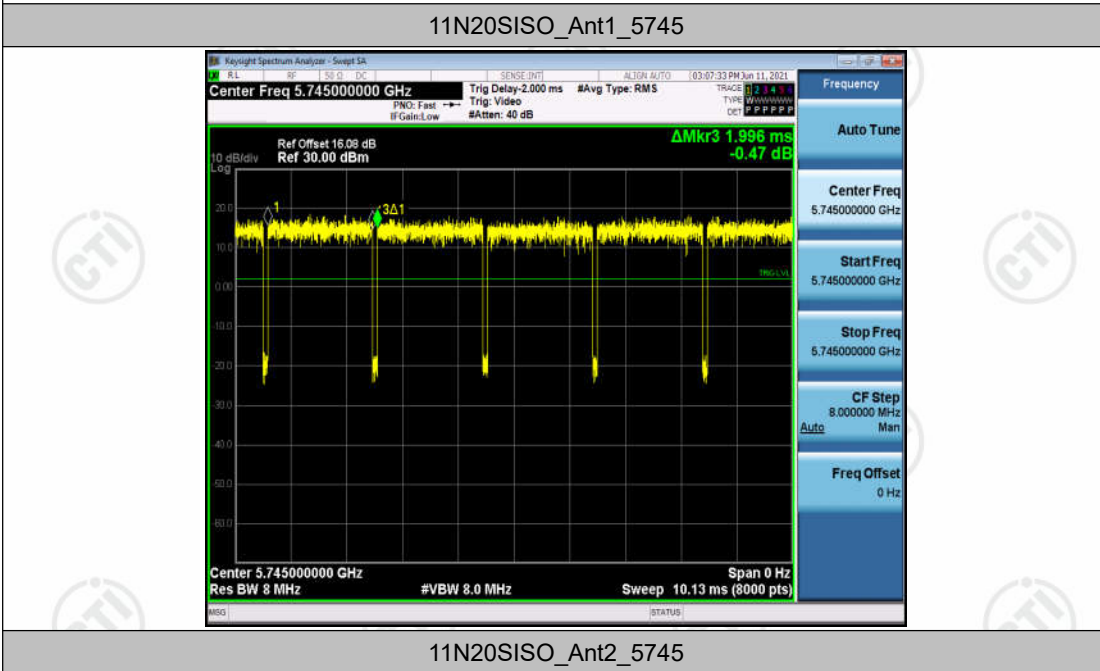 11N20SISO_Ant1_5745
Keysight Spectrum Analyzer - Swept SA
RL RF 50 Ω DC SENSE:INT ALIGN AUTO 03:07:33 PM Jun 11, 2021
Center Freq 5.745000000 GHz
PNO: Fast
IFGain:Low
Trig Delay-2.000 ms
Trig: Video
#Atten: 40 dB
#Avg Type: RMS
TRACE 1 2 3 4 5 6
TYPE WWWWWW
DET P P P P P P
Frequency
Auto Tune
Center Freq
5.745000000 GHz
Start Freq
5.745000000 GHz
Stop Freq
5.745000000 GHz
CF Step
8.000000 MHz
Auto Man
Freq Offset
0 Hz
ΔMkr3 1.996 ms
-0.47 dB
Ref Offset 16.08 dB
10 dB/div Ref 30.00 dBm
Log
20.0
10.0
0.00
-10.0
-20.0
-30.0
-40.0
-50.0
-60.0
1
3Δ1
TRIG LVL
Center 5.745000000 GHz Span 0 Hz
Res BW 8 MHz #VBW 8.0 MHz Sweep 10.13 ms (8000 pts)
MSG STATUS
CTI
CTI
CTI
CTI
11N20SISO_Ant2_5745